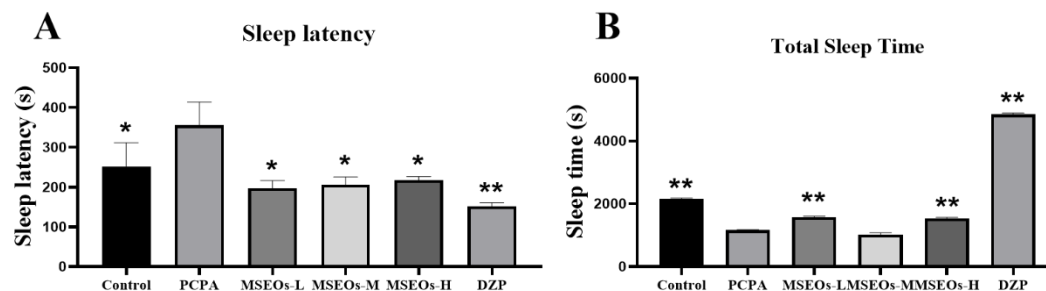 A
Sleep latency
Sleep latency (s)
500
400
300
200
100
0
*
*
*
*
**
Control PCPA MSEOs-L MSEOs-M MSEOs-H DZP
B
Total Sleep Time
Sleep time (s)
6000
4000
2000
0
**
**
**
**
Control PCPA MSEOs-LMSEOs-MMSEOs-H DZP